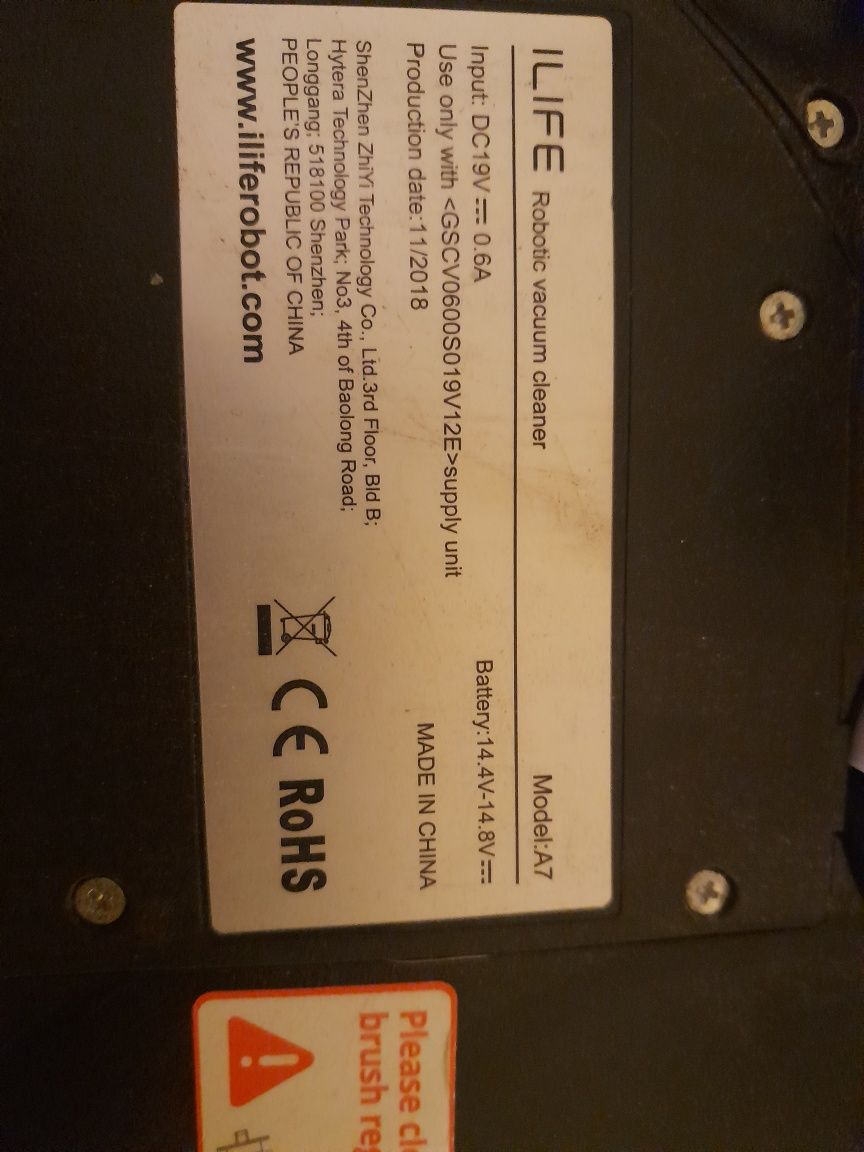 ILIFE Robotic vacuum cleaner Model:A7
Input: DC19V 0.6A Battery:14.4V-14.8V
Use only with <GSCV0600S019V12E>supply unit
Production date:11/2018 MADE IN CHINA
ShenZhen ZhiYi Technology Co., Ltd.3rd Floor, Bld B;
Hytera Technology Park; No3, 4th of Baolong Road;
Longgang; 518100 Shenzhen;
PEOPLE'S REPUBLIC OF CHINA
www.iliferobot.com CE RoHS
Please
brush